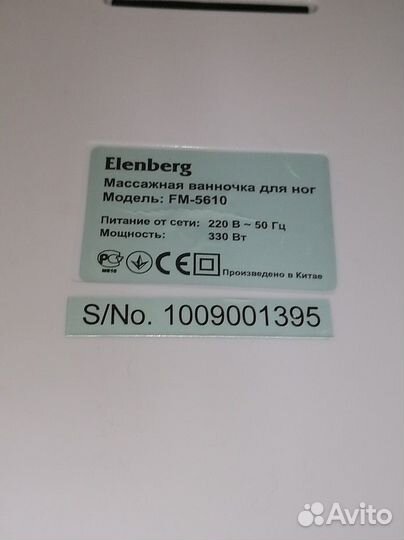 Elenberg
Массажная ванночка для ног
Модель: FM-5610
Питание от сети: 220 В ~ 50 Гц
Мощность: 330 Вт
Произведено в Китае
S/No. 1009001395
Avito